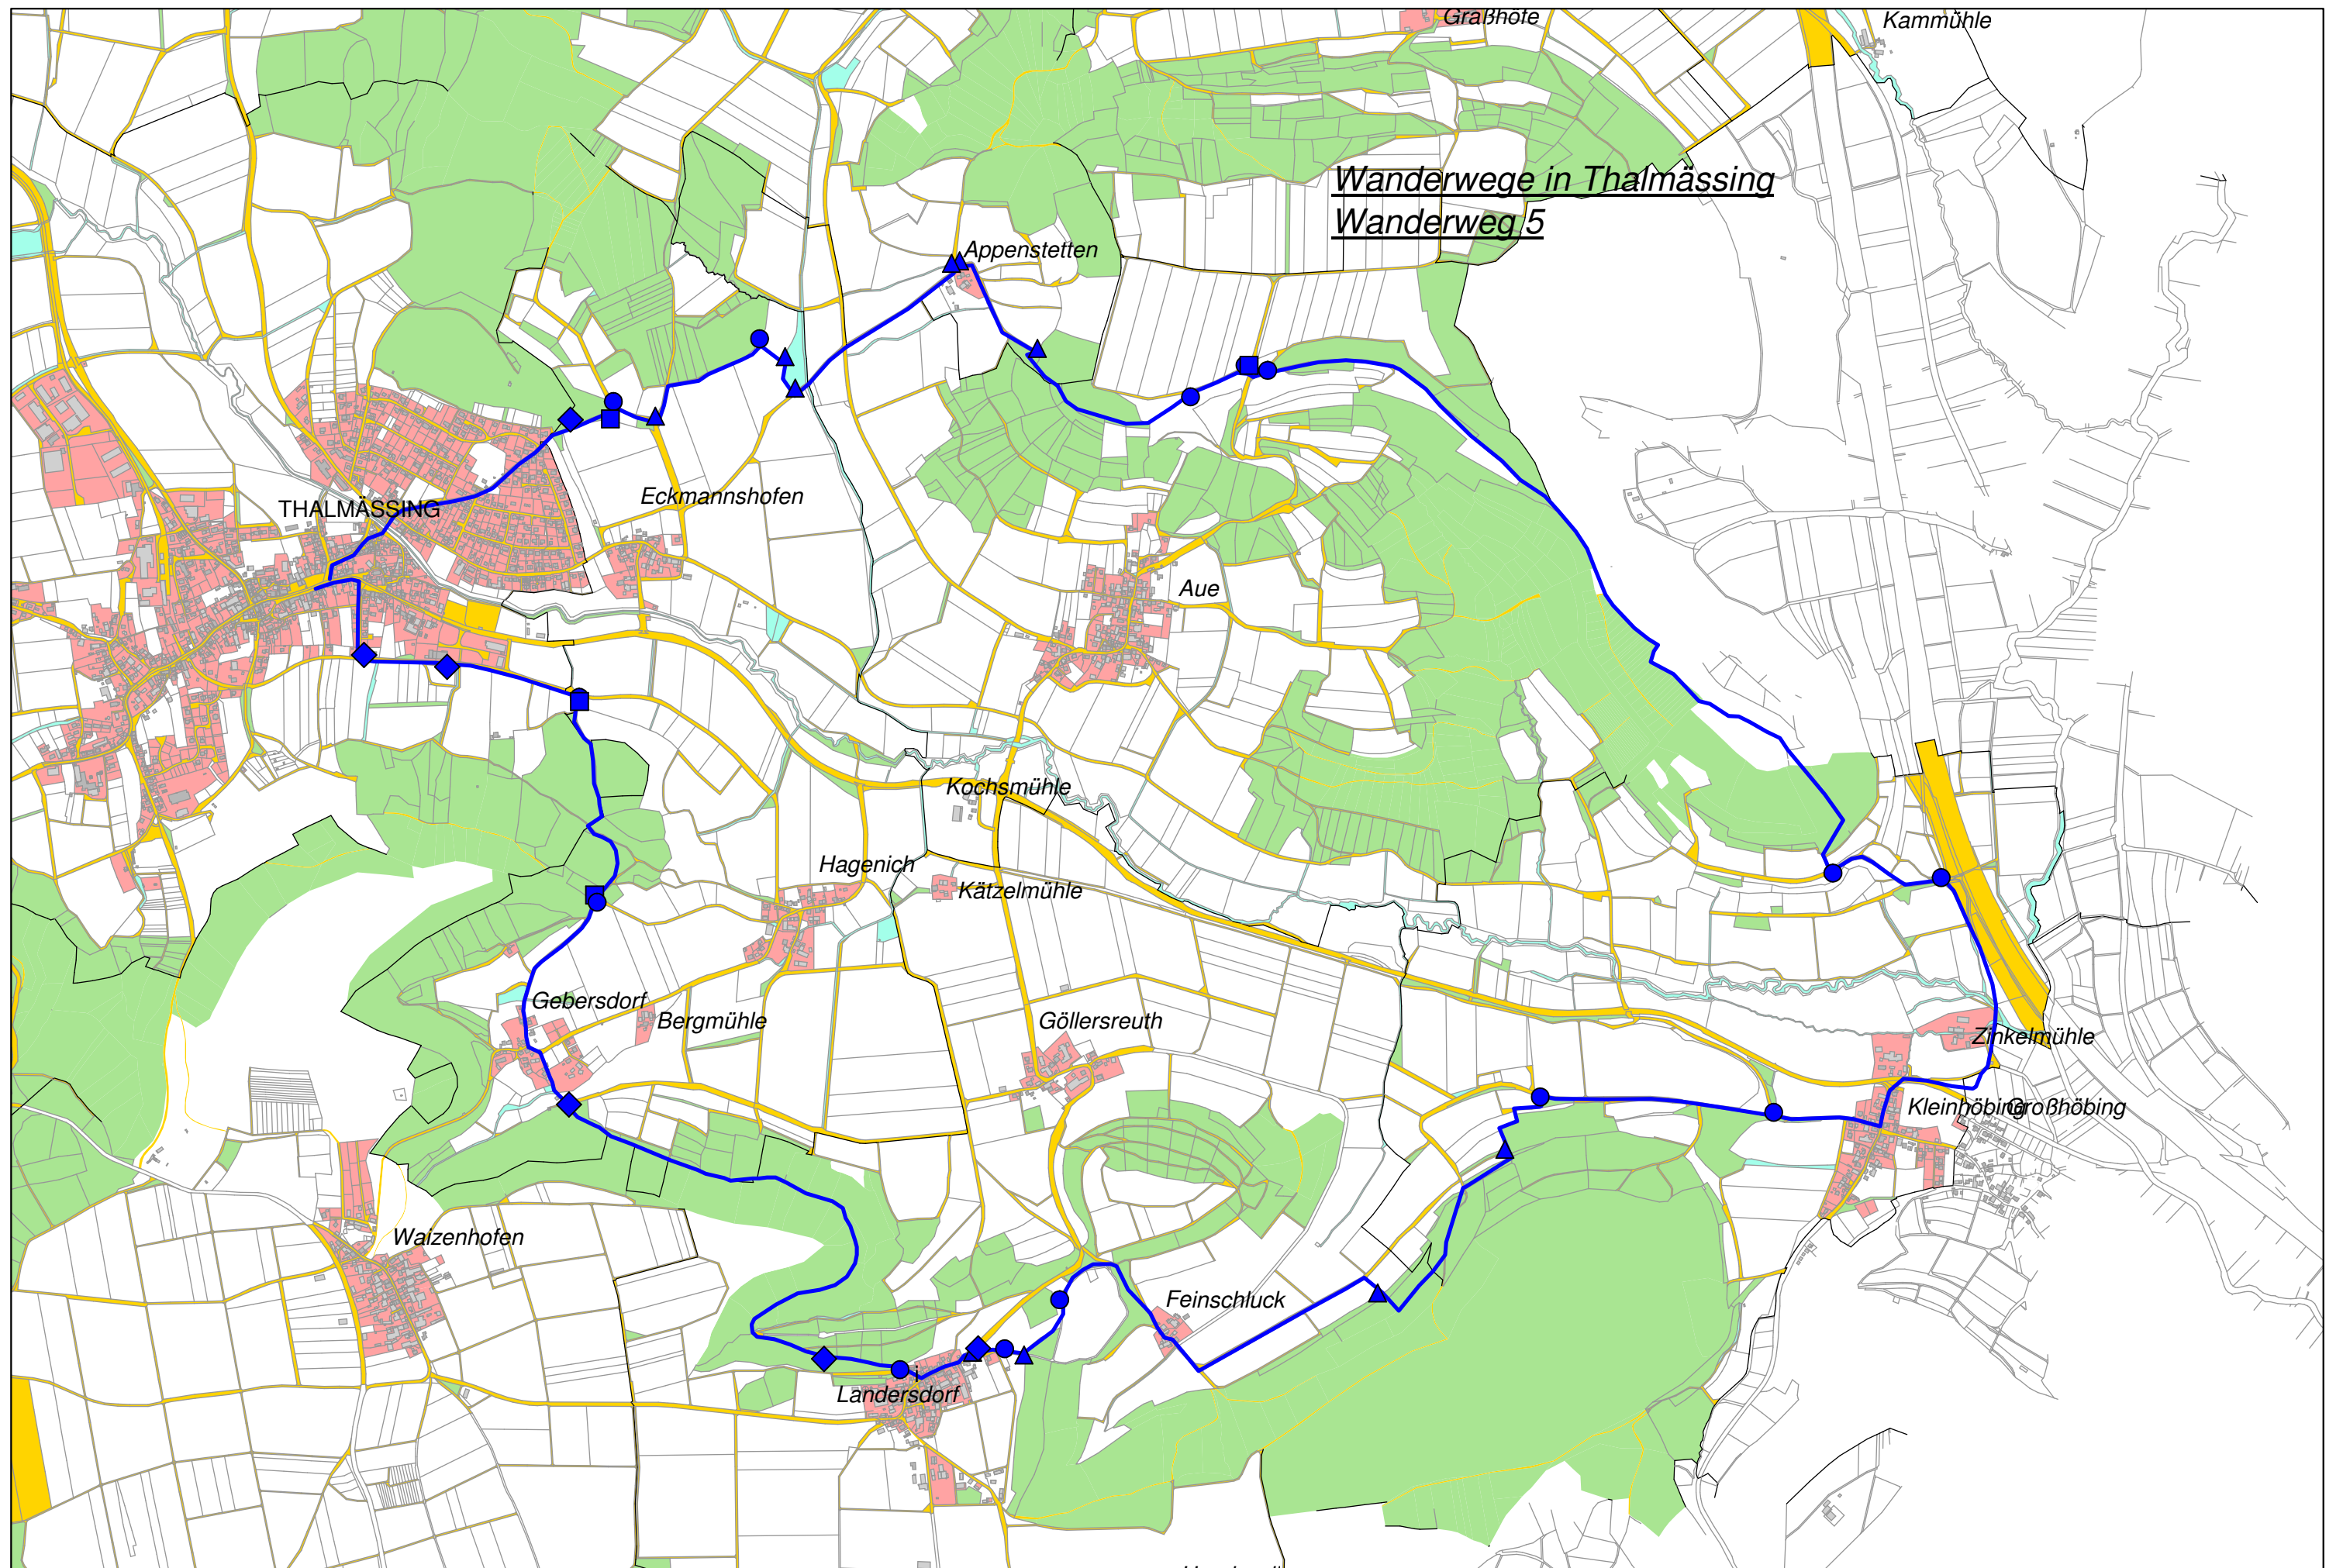 Graßhöfe
Kammühle
Wanderwege in Thalmässing
Wanderweg 5
Appenstetten
Eckmannshofen
THALMÄSSING
Aue
Kochsmühle
Hagenich
Kätzelmühle
Gebersdorf
Bergmühle
Göllersreuth
Zinkelmühle
Kleinhöbing
Großhöbing
Waizenhofen
Feinschluck
i
Landersdorf